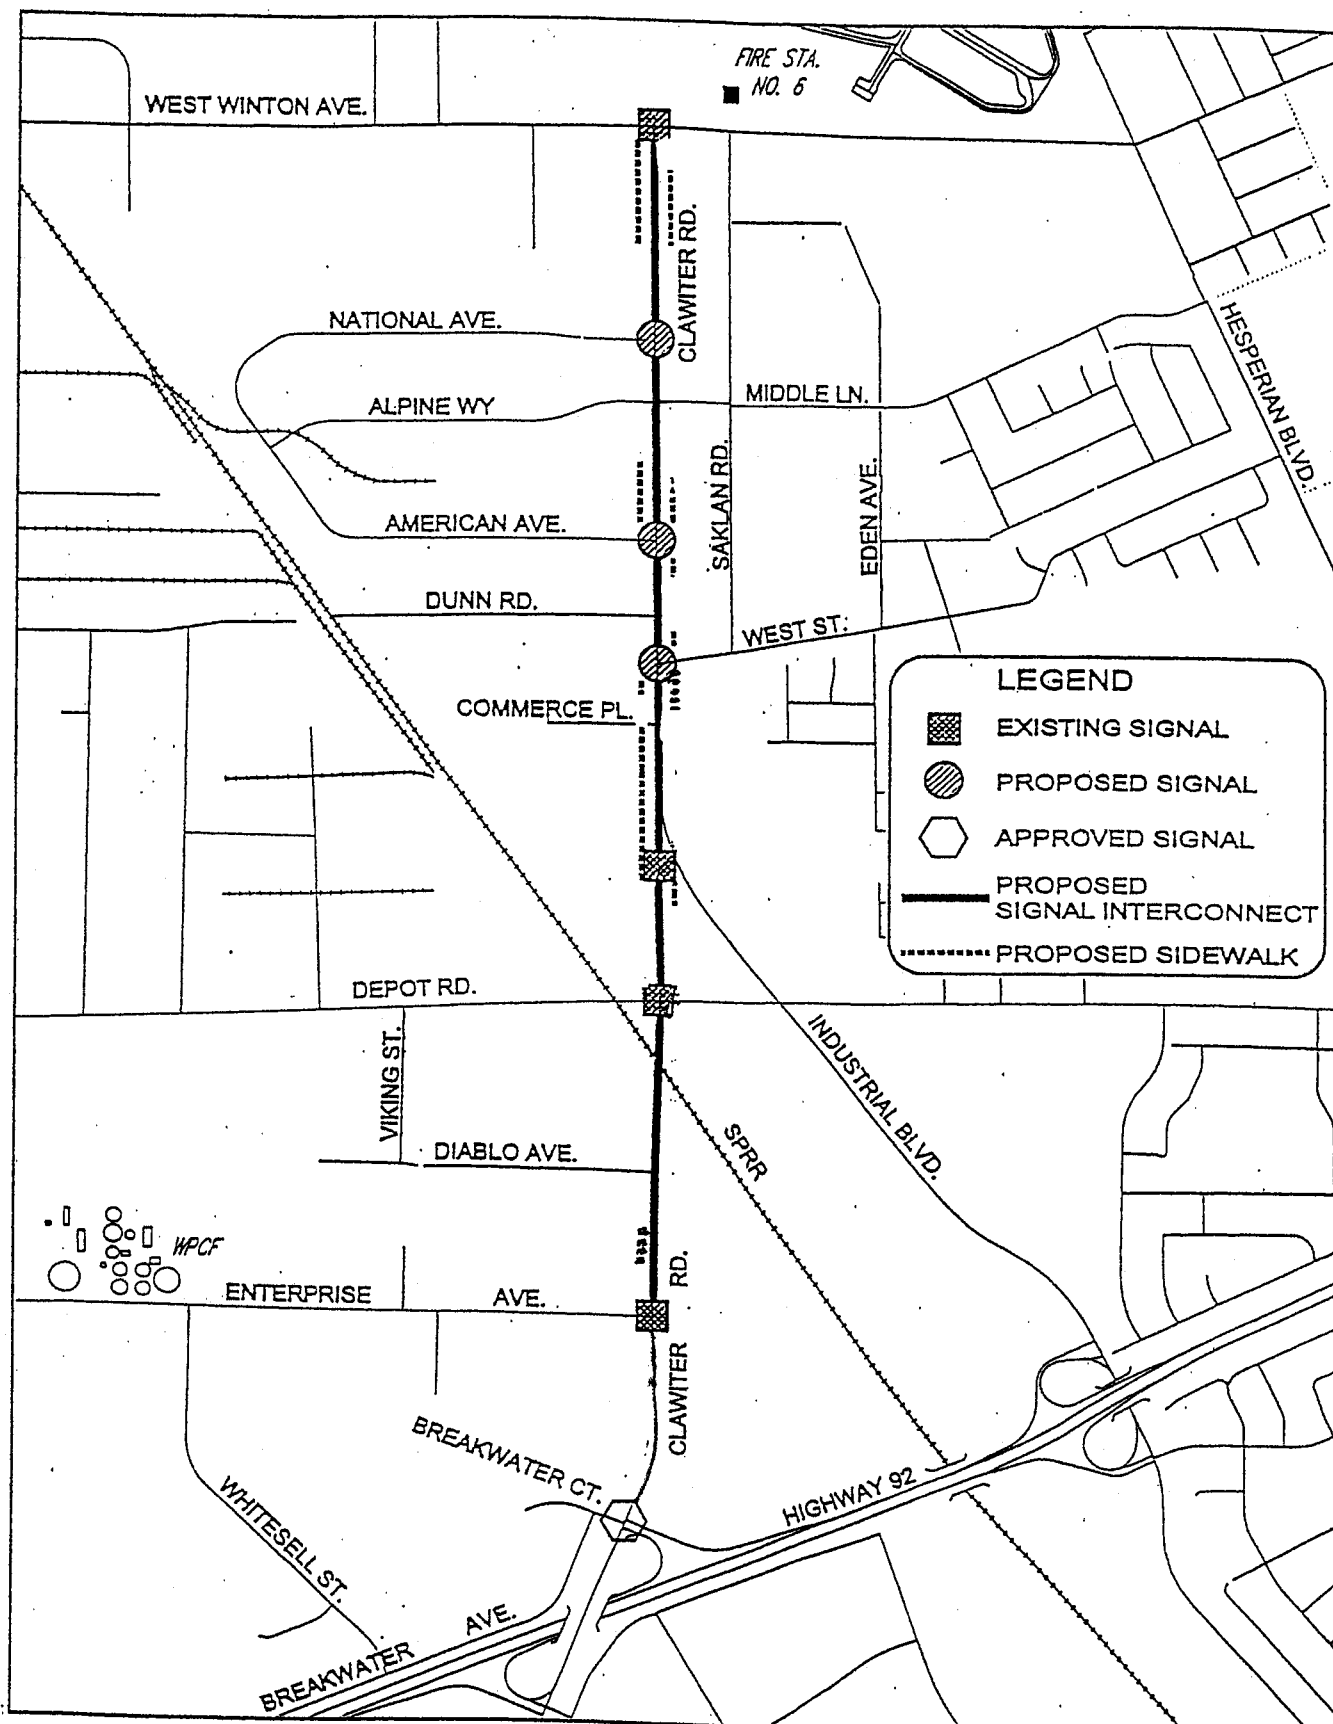 FIRE STA.
NO. 6
WEST WINTON AVE.
CLAWITER RD.
NATIONAL AVE.
HESPERIAN BLVD.
ALPINE WY
MIDDLE LN.
SAKLAN RD.
EDEN AVE.
AMERICAN AVE.
DUNN RD.
WEST ST.
COMMERCE PL.
LEGEND
EXISTING SIGNAL
PROPOSED SIGNAL
APPROVED SIGNAL
PROPOSED
SIGNAL INTERCONNECT
PROPOSED SIDEWALK
DEPOT RD.
VIKING ST.
INDUSTRIAL BLVD.
DIABLO AVE.
SPRR
WPCF
ENTERPRISE AVE.
CLAWITER RD.
BREAKWATER CT.
HIGHWAY 92
WHITESELL ST.
BREAKWATER AVE.